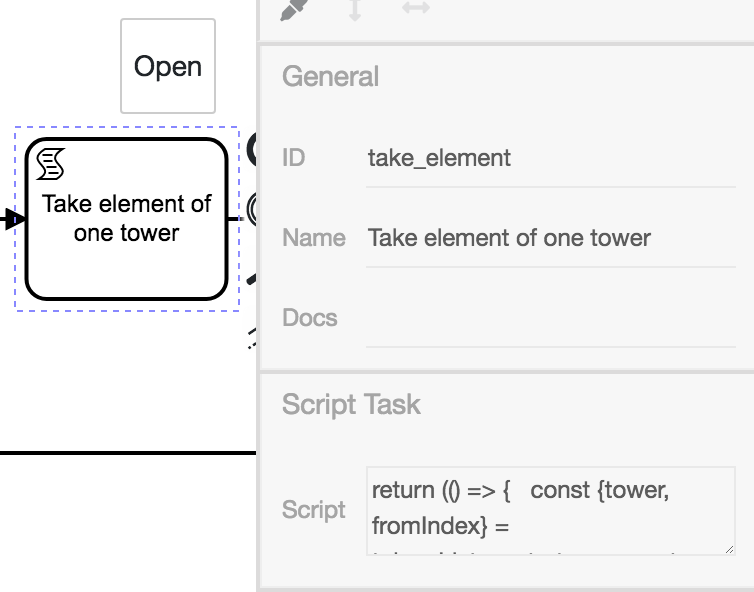 Open
Take element of
one tower
General
ID take_element
Name Take element of one tower
Docs
Script Task
Script
return (() => {   const {tower,
fromIndex} =